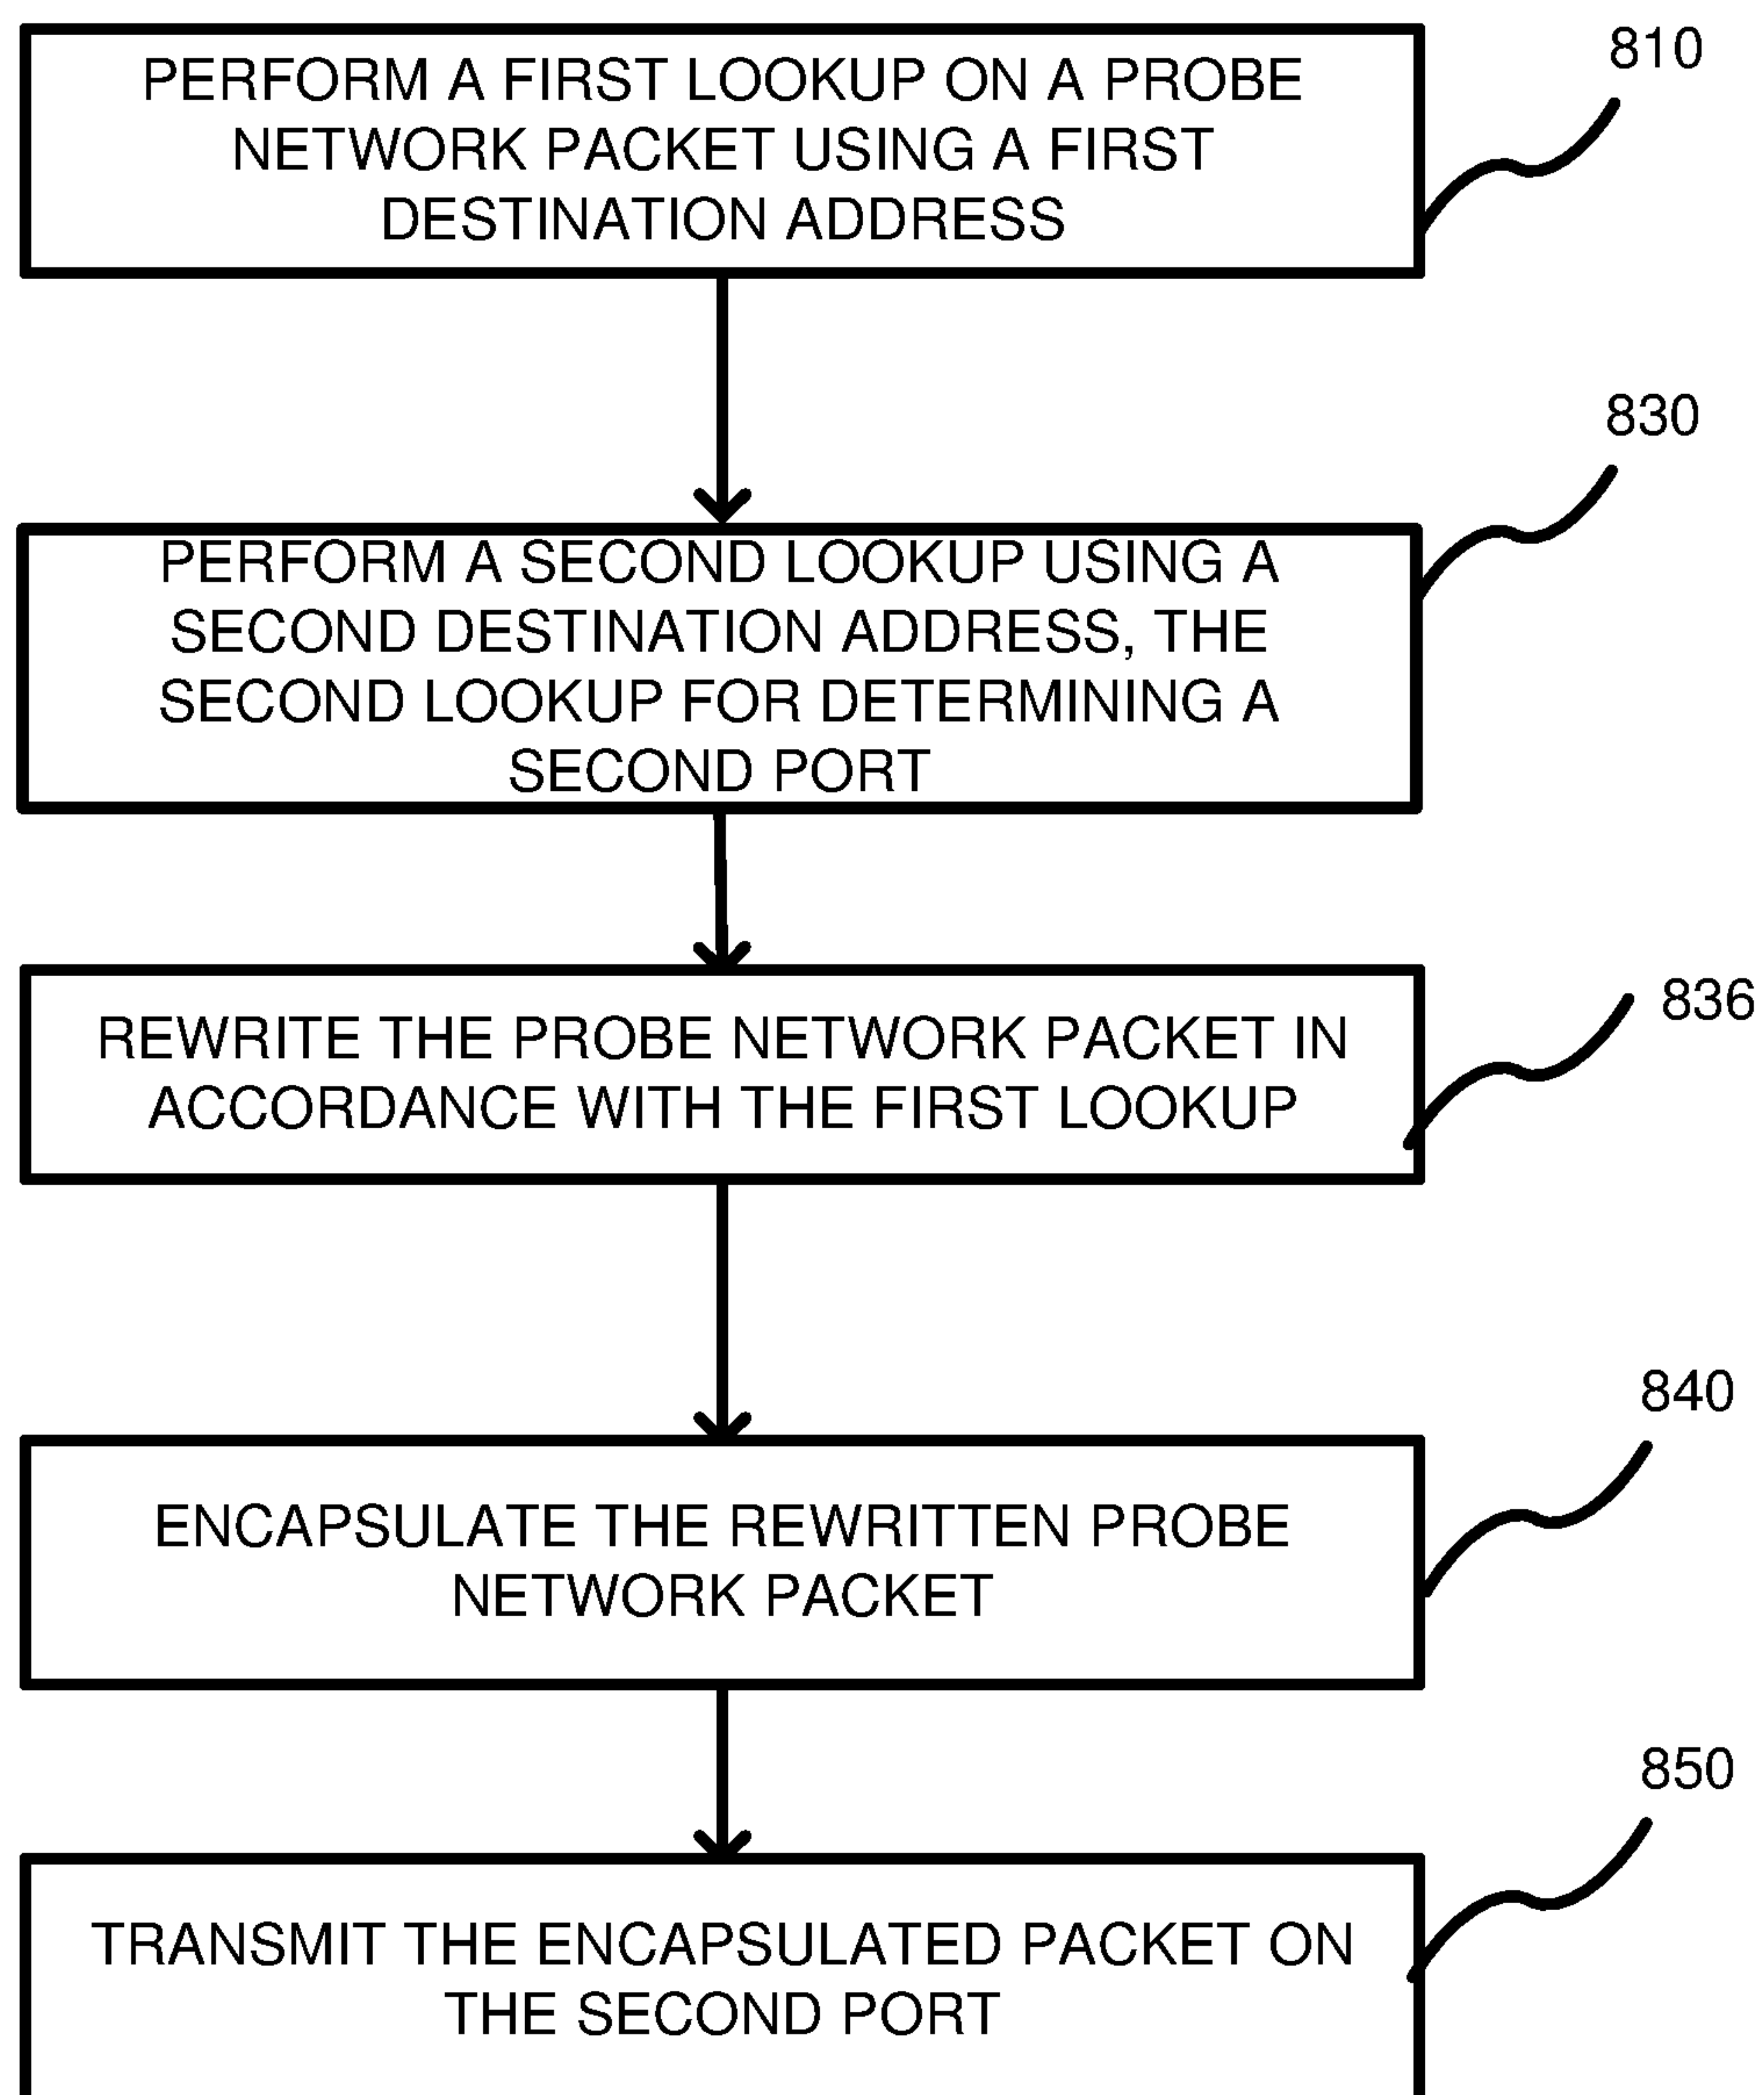 PERFORM A FIRST LOOKUP ON A PROBE
NETWORK PACKET USING A FIRST
DESTINATION ADDRESS
810
PERFORM A SECOND LOOKUP USING A
SECOND DESTINATION ADDRESS, THE
SECOND LOOKUP FOR DETERMINING A
SECOND PORT
830
REWRITE THE PROBE NETWORK PACKET IN
ACCORDANCE WITH THE FIRST LOOKUP
836
ENCAPSULATE THE REWRITTEN PROBE
NETWORK PACKET
840
TRANSMIT THE ENCAPSULATED PACKET ON
THE SECOND PORT
850